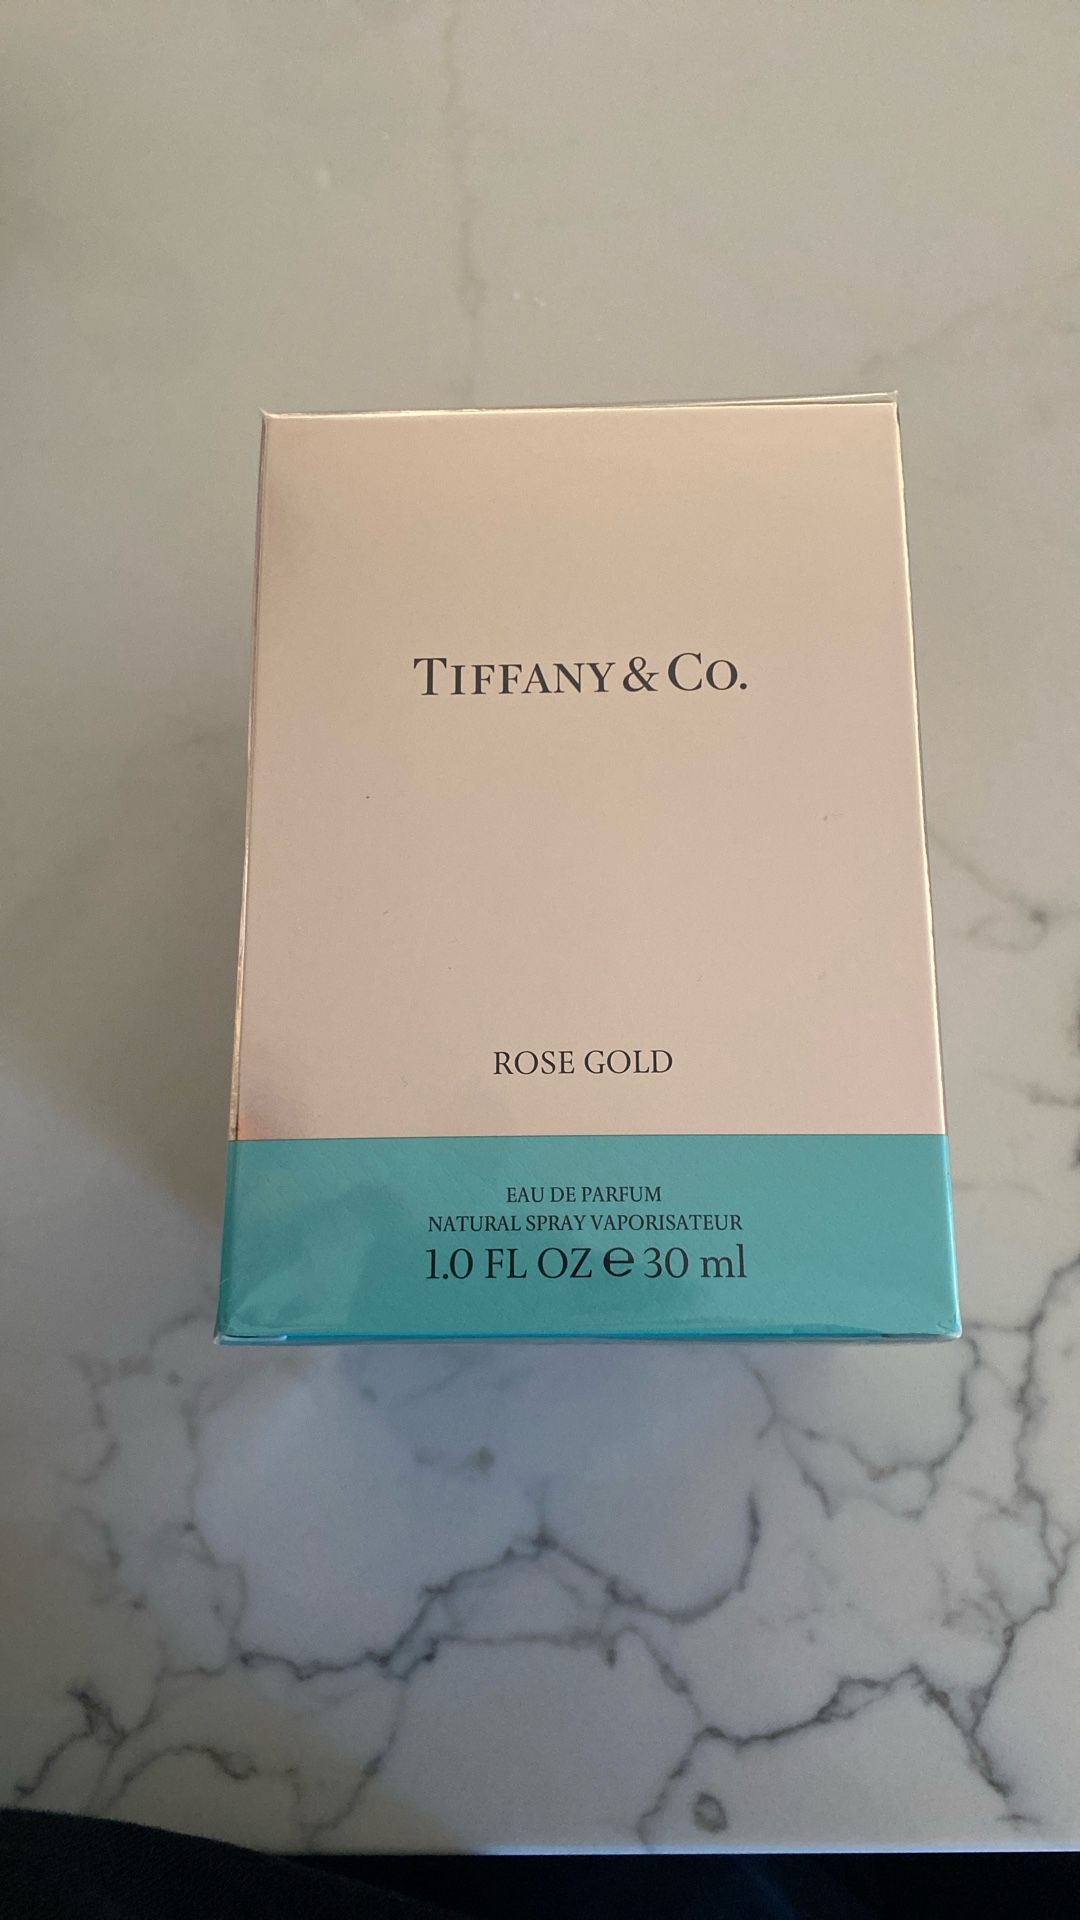 TIFFANY & CO.
ROSE GOLD
EAU DE PARFUM
NATURAL SPRAY VAPORISATEUR
1.0 FL OZ e 30 ml